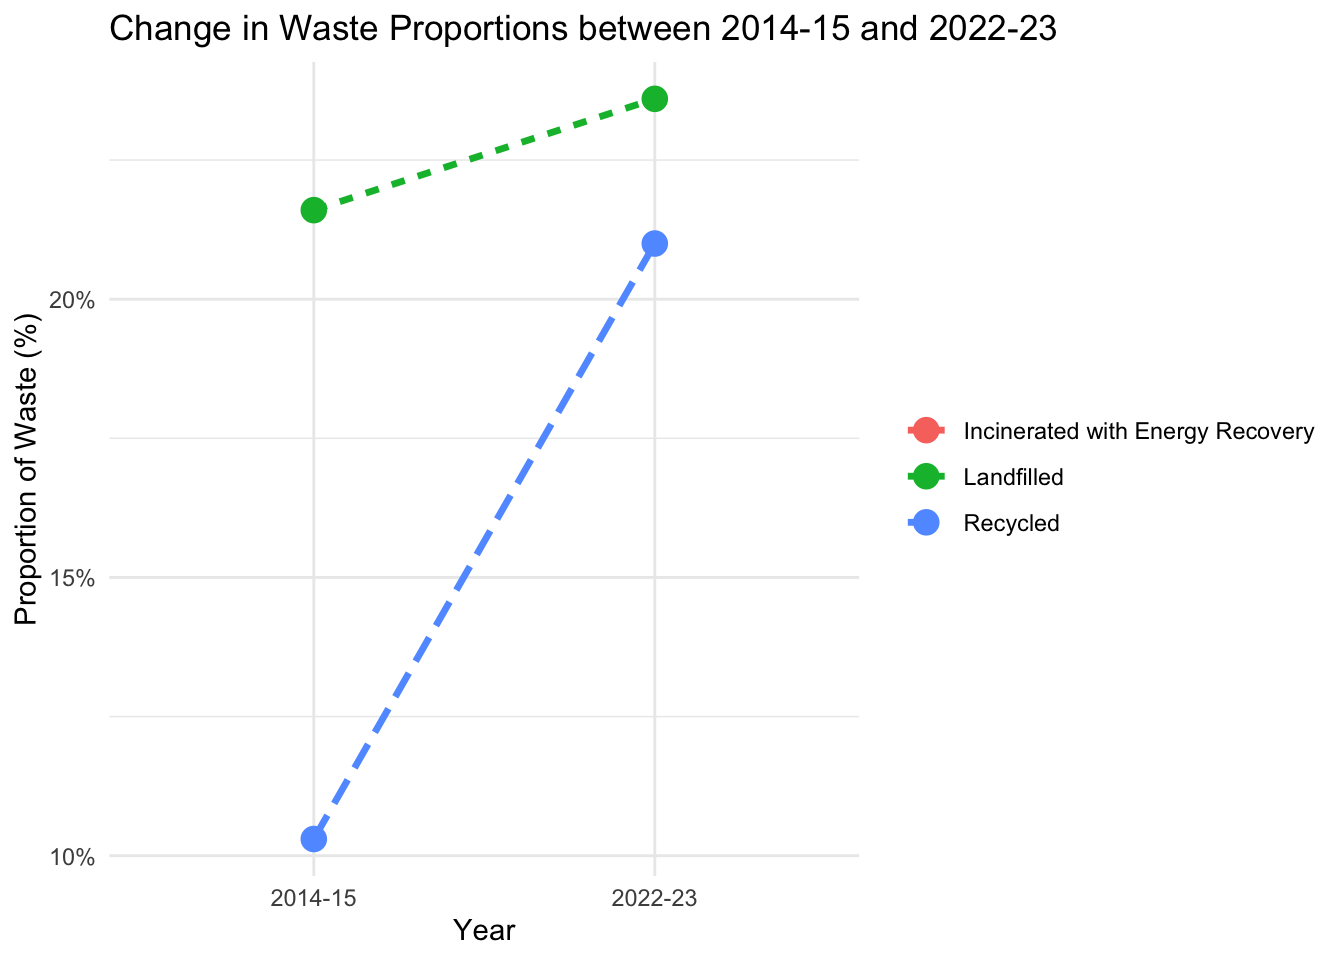 Change in Waste Proportions between 2014-15 and 2022-23
Proportion of Waste (%)
20%
15%
10%
2014-15
2022-23
Year
Incinerated with Energy Recovery
Landfilled
Recycled